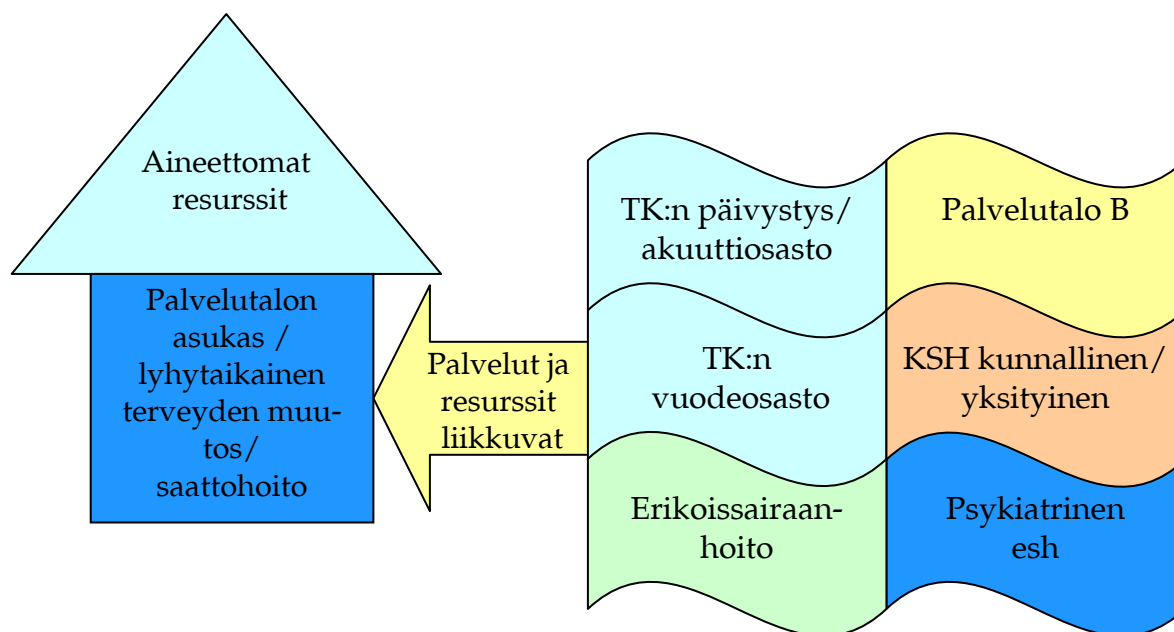 Aineettomat
resurssit
Palvelutalon
asukas /
lyhytaikainen
terveyden muu-
tos/
saattohoito
Palvelut ja
resurssit
liikkuvat
TK:n päivystys/
akuuttiosasto
Palvelutalo B
TK:n
vuodeosasto
KSH kunnallinen/
yksityinen
Erikoissairaan-
hoito
Psykiatrinen
esh